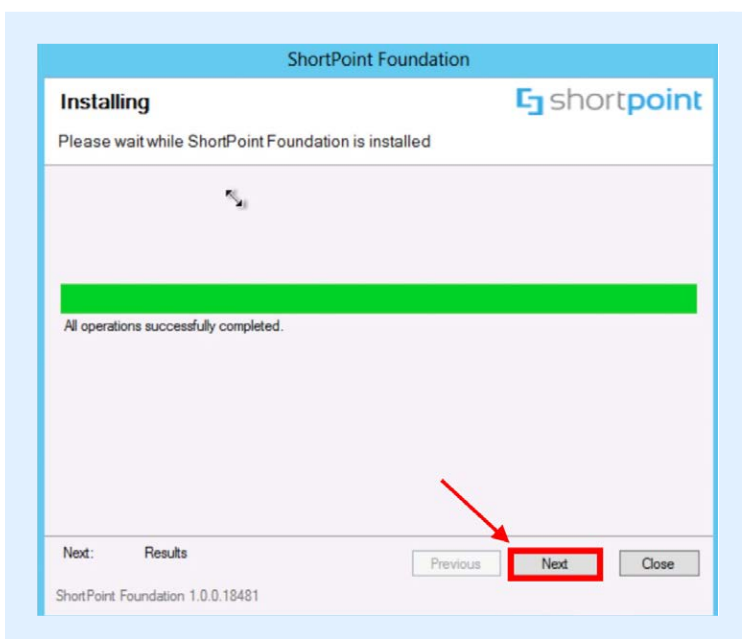 ShortPoint Foundation
Installing
shortpoint
Please wait while ShortPoint Foundation is installed
All operations successfully completed.
Next: Results
Previous Next Close
ShortPoint Foundation 1.0.0.18481